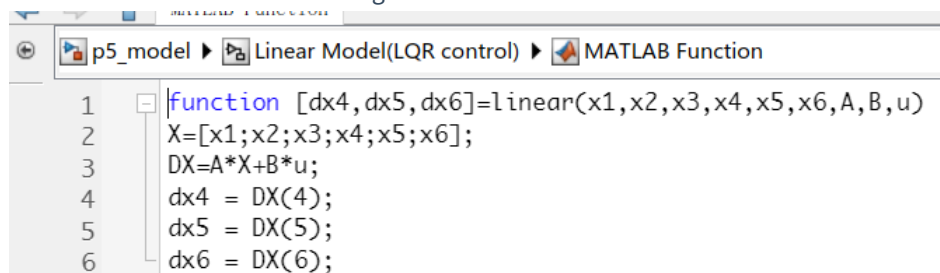 MATLAB Function
p5_model ▶ Linear Model(LQR control) ▶ MATLAB Function
1 function [dx4,dx5,dx6]=linear(x1,x2,x3,x4,x5,x6,A,B,u)
2 X=[x1;x2;x3;x4;x5;x6];
3 DX=A*X+B*u;
4 dx4 = DX(4);
5 dx5 = DX(5);
6 dx6 = DX(6);